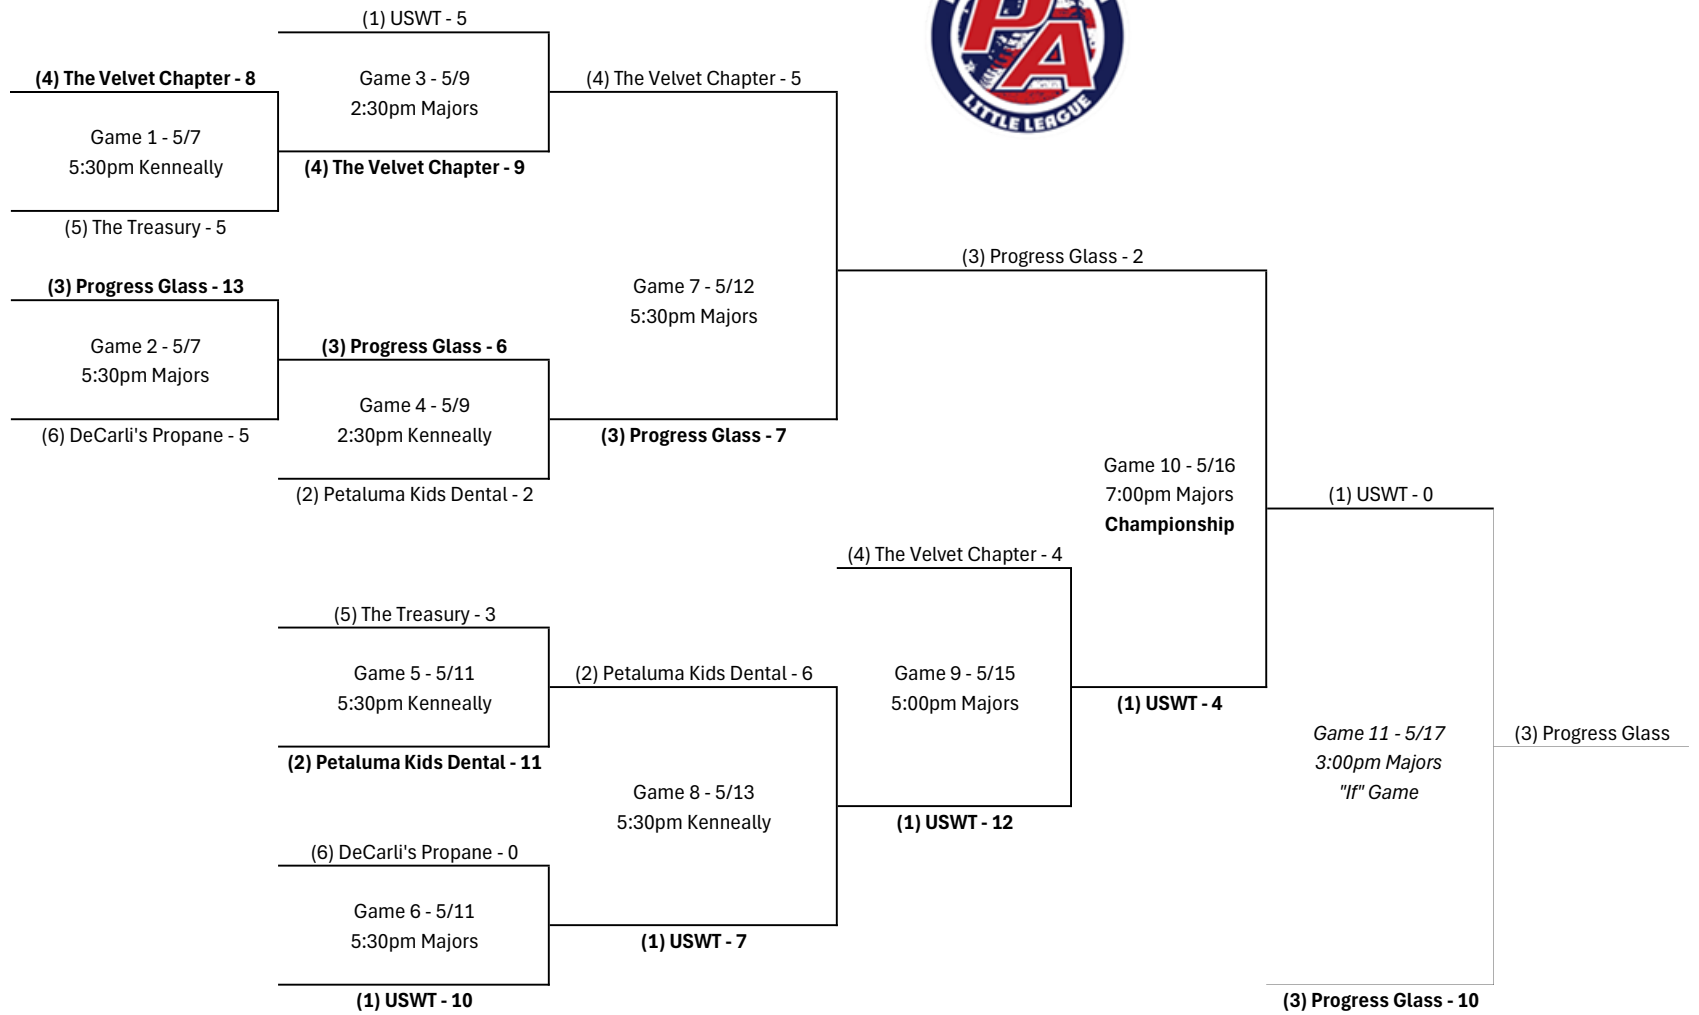 (1) USWT - 5
PA
LITTLE LEAGUE
(4) The Velvet Chapter - 8
Game 3 - 5/9
2:30pm Majors
(4) The Velvet Chapter - 5
Game 1 - 5/7
5:30pm Kenneally
(4) The Velvet Chapter - 9
(5) The Treasury - 5
(3) Progress Glass - 2
(3) Progress Glass - 13
Game 7 - 5/12
5:30pm Majors
Game 2 - 5/7
5:30pm Majors
(3) Progress Glass - 6
Game 4 - 5/9
2:30pm Kenneally
(6) DeCarli's Propane - 5
(3) Progress Glass - 7
(2) Petaluma Kids Dental - 2
Game 10 - 5/16
7:00pm Majors
Championship
(1) USWT - 0
(4) The Velvet Chapter - 4
(5) The Treasury - 3
Game 5 - 5/11
5:30pm Kenneally
(2) Petaluma Kids Dental - 6
Game 9 - 5/15
5:00pm Majors
(1) USWT - 4
(2) Petaluma Kids Dental - 11
Game 11 - 5/17
3:00pm Majors
"If" Game
(3) Progress Glass
Game 8 - 5/13
5:30pm Kenneally
(1) USWT - 12
(6) DeCarli's Propane - 0
Game 6 - 5/11
5:30pm Majors
(1) USWT - 7
(1) USWT - 10
(3) Progress Glass - 10